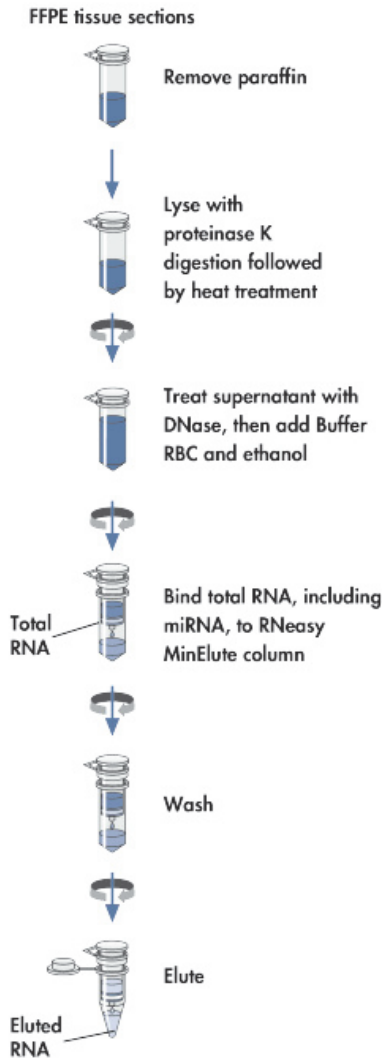 FFPE tissue sections
Remove paraffin
Lyse with
proteinase K
digestion followed
by heat treatment
Treat supernatant with
DNase, then add Buffer
RBC and ethanol
Total
RNA
Bind total RNA, including
miRNA, to RNeasy
MinElute column
Wash
Elute
Eluted
RNA